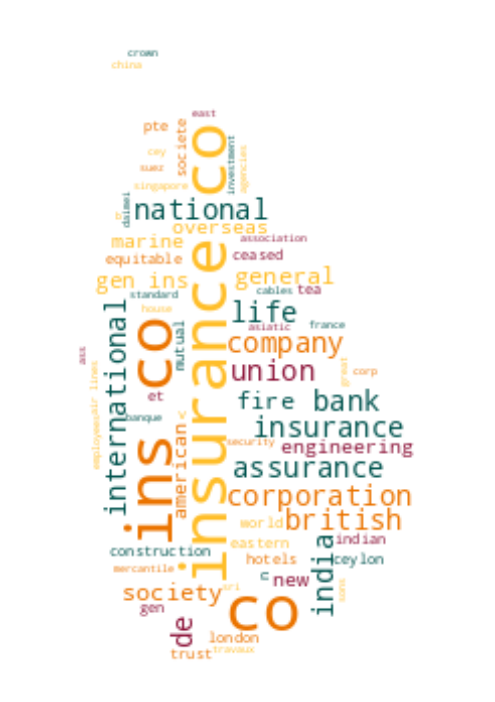 crown
china
east
pte
societe
insurance co
investment
agencies
cey
suez
singapore
daimei
national
overseas
marine
association
equitable
ceased
gen ins
general
standard
cables
tea
house
life
asiatic
france
international
ins co
mutual
company
ass
union
great
corp
et
air lines
employees
fire
bank
banque
american
insurance
security
engineering
assurance
corporation
world
british
eastern
indian
construction
hotels
ceylon
mercantile
india
new
sri
sons
society
co
gen
de
london
trust
travaux